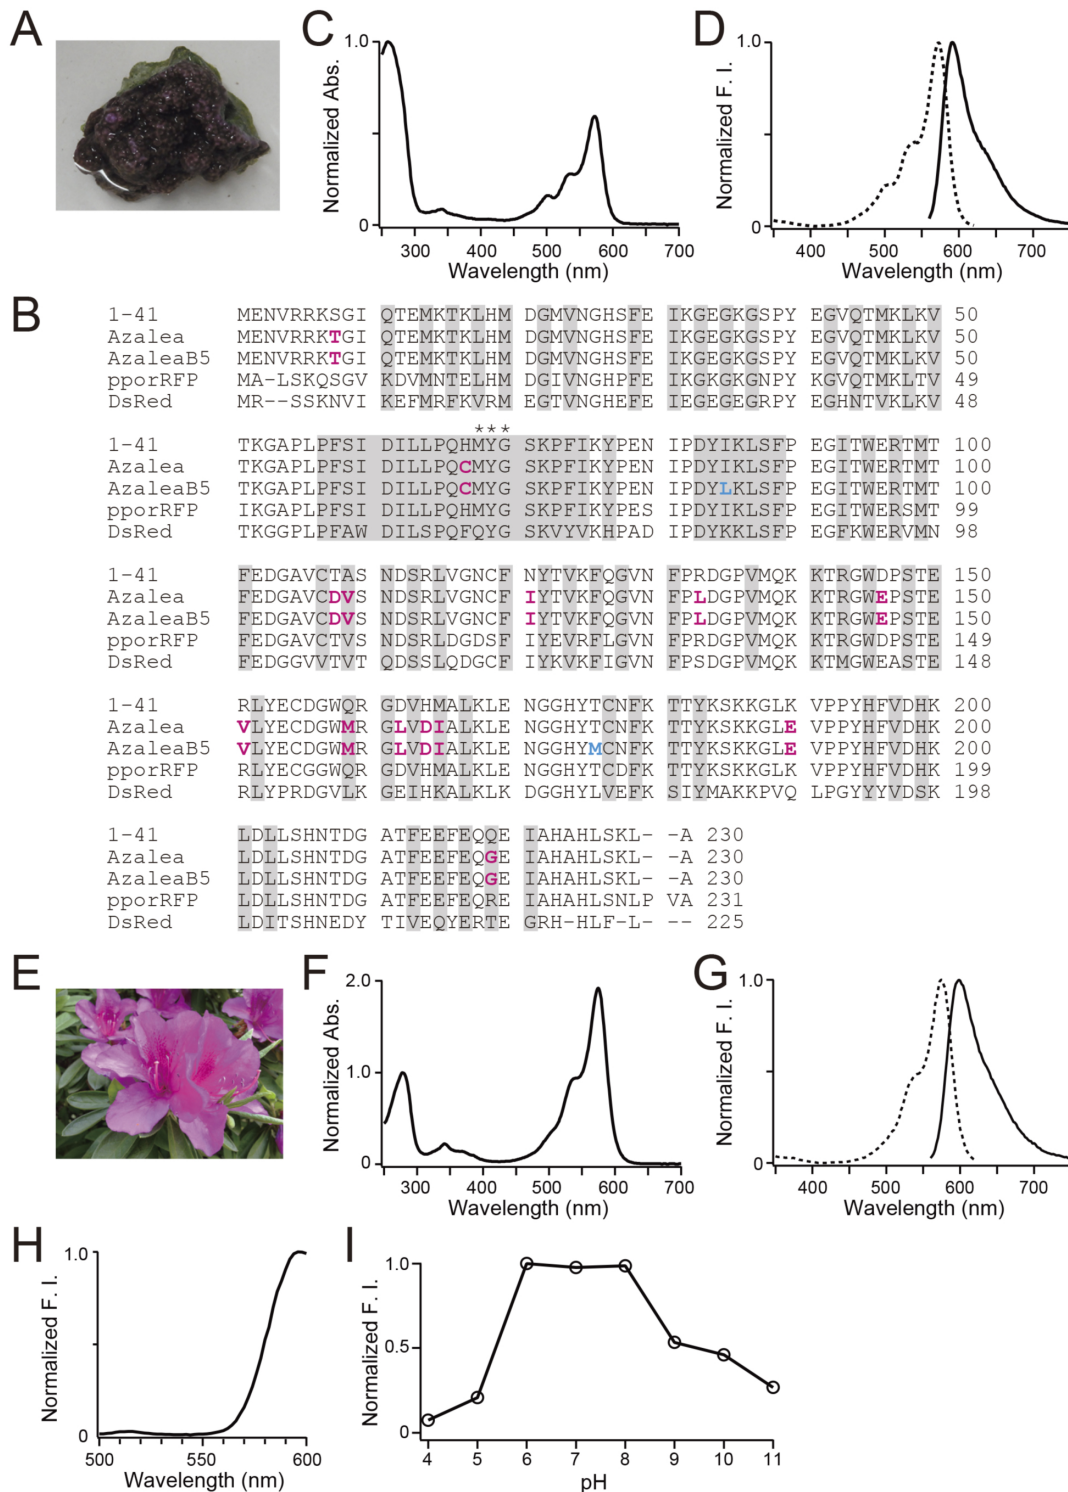 A
C
Normalized Abs.
1.0
0
300 400 500 600 700
Wavelength (nm)
D
Normalized F. I.
1.0
0
400 500 600 700
Wavelength (nm)
B
1-41 MENVRRKSGI QTEMKTKLHM DGMVNGHSFE IKGEGKGSPY EGVQTMKLKV 50
Azalea MENVRRKTGI QTEMKTKLHM DGMVNGHSFE IKGEGKGSPY EGVQTMKLKV 50
AzaleaB5 MENVRRKTGI QTEMKTKLHM DGMVNGHSFE IKGEGKGSPY EGVQTMKLKV 50
pporRFP MA-LSKQSGV KDVMNTELHM DGIVNGHPFE IKGKGKGNPY KGVQTMKLTV 49
DsRed MR--SSKNVI KEFMRFKVRM EGTVNGHEFE IEGEGEGRPY EGHNTVKLKV 48
***
1-41 TKGAPLPFSI DILLPQHMYG SKPFIKYPEN IPDYIKLSFP EGITWERTMT 100
Azalea TKGAPLPFSI DILLPQCMYG SKPFIKYPEN IPDYIKLSFP EGITWERTMT 100
AzaleaB5 TKGAPLPFSI DILLPQCMYG SKPFIKYPEN IPDYLKLSFP EGITWERTMT 100
pporRFP IKGAPLPFSI DILLPQHMYG SKPFIKYPES IPDYIKLSFP EGIKWERSMT 99
DsRed TKGGPLPFAW DILSPQFQYG SKVYVKHPAD IPDYKKLSFP EGFKWERVMN 98
1-41 FEDGAVCTAS NDSRLVGNCF NYTVKFQGVN FPRDGPVMQK KTRGWDPSTE 150
Azalea FEDGAVCDVS NDSRLVGNCF IYTVKFQGVN FPLDGPVMQK KTRGWEPSTE 150
AzaleaB5 FEDGAVCDVS NDSRLVGNCF IYTVKFQGVN FPLDGPVMQK KTRGWEPSTE 150
pporRFP FEDGAVCTVS NDSRLDGDSF IYEVRFLGVN FPRDGPVMQK KTRGWDPSTE 149
DsRed FEDGGVVTVT QDSSLQDGCF IYKVKFIGVN FPSDGPVMQK KTMGWEASTE 148
1-41 RLYECDGWQR GDVHMALKLE NGGHYTCNFK TTYKSKKGLK VPPYHFVDHK 200
Azalea VLYECDGWMR GLVDIALKLE NGGHYTCNFK TTYKSKKGLE VPPYHFVDHK 200
AzaleaB5 VLYECDGWMR GLVDIALKLE NGGHYMCNFK TTYKSKKGLE VPPYHFVDHK 200
pporRFP RLYECGGWQR GDVHMALKLE NGGHYTCDFK TTYKSKKGLK VPPYHFVDHK 199
DsRed RLYPRDGVLK GEIHKALKLK DGGHYLVEFK SIYMAKKPVQ LPGYYYVDSK 198
1-41 LDLLSHNTDG ATFEEFEQQE IAHAHLSKL- -A 230
Azalea LDLLSHNTDG ATFEEFEQGE IAHAHLSKL- -A 230
AzaleaB5 LDLLSHNTDG ATFEEFEQGE IAHAHLSKL- -A 230
pporRFP LDLLSHNTDG ATFEEFEQRE IAHAHLSNLP VA 231
DsRed LDITSHNEDY TIVEQYERTE GRH-HLF-L- -- 225
E
F
Normalized Abs.
2.0
1.0
0
300 400 500 600 700
Wavelength (nm)
G
Normalized F. I.
1.0
0
400 500 600 700
Wavelength (nm)
H
Normalized F. I.
1.0
0
500 550 600
Wavelength (nm)
I
Normalized F. I.
1.0
0.5
0
4 5 6 7 8 9 10 11
pH